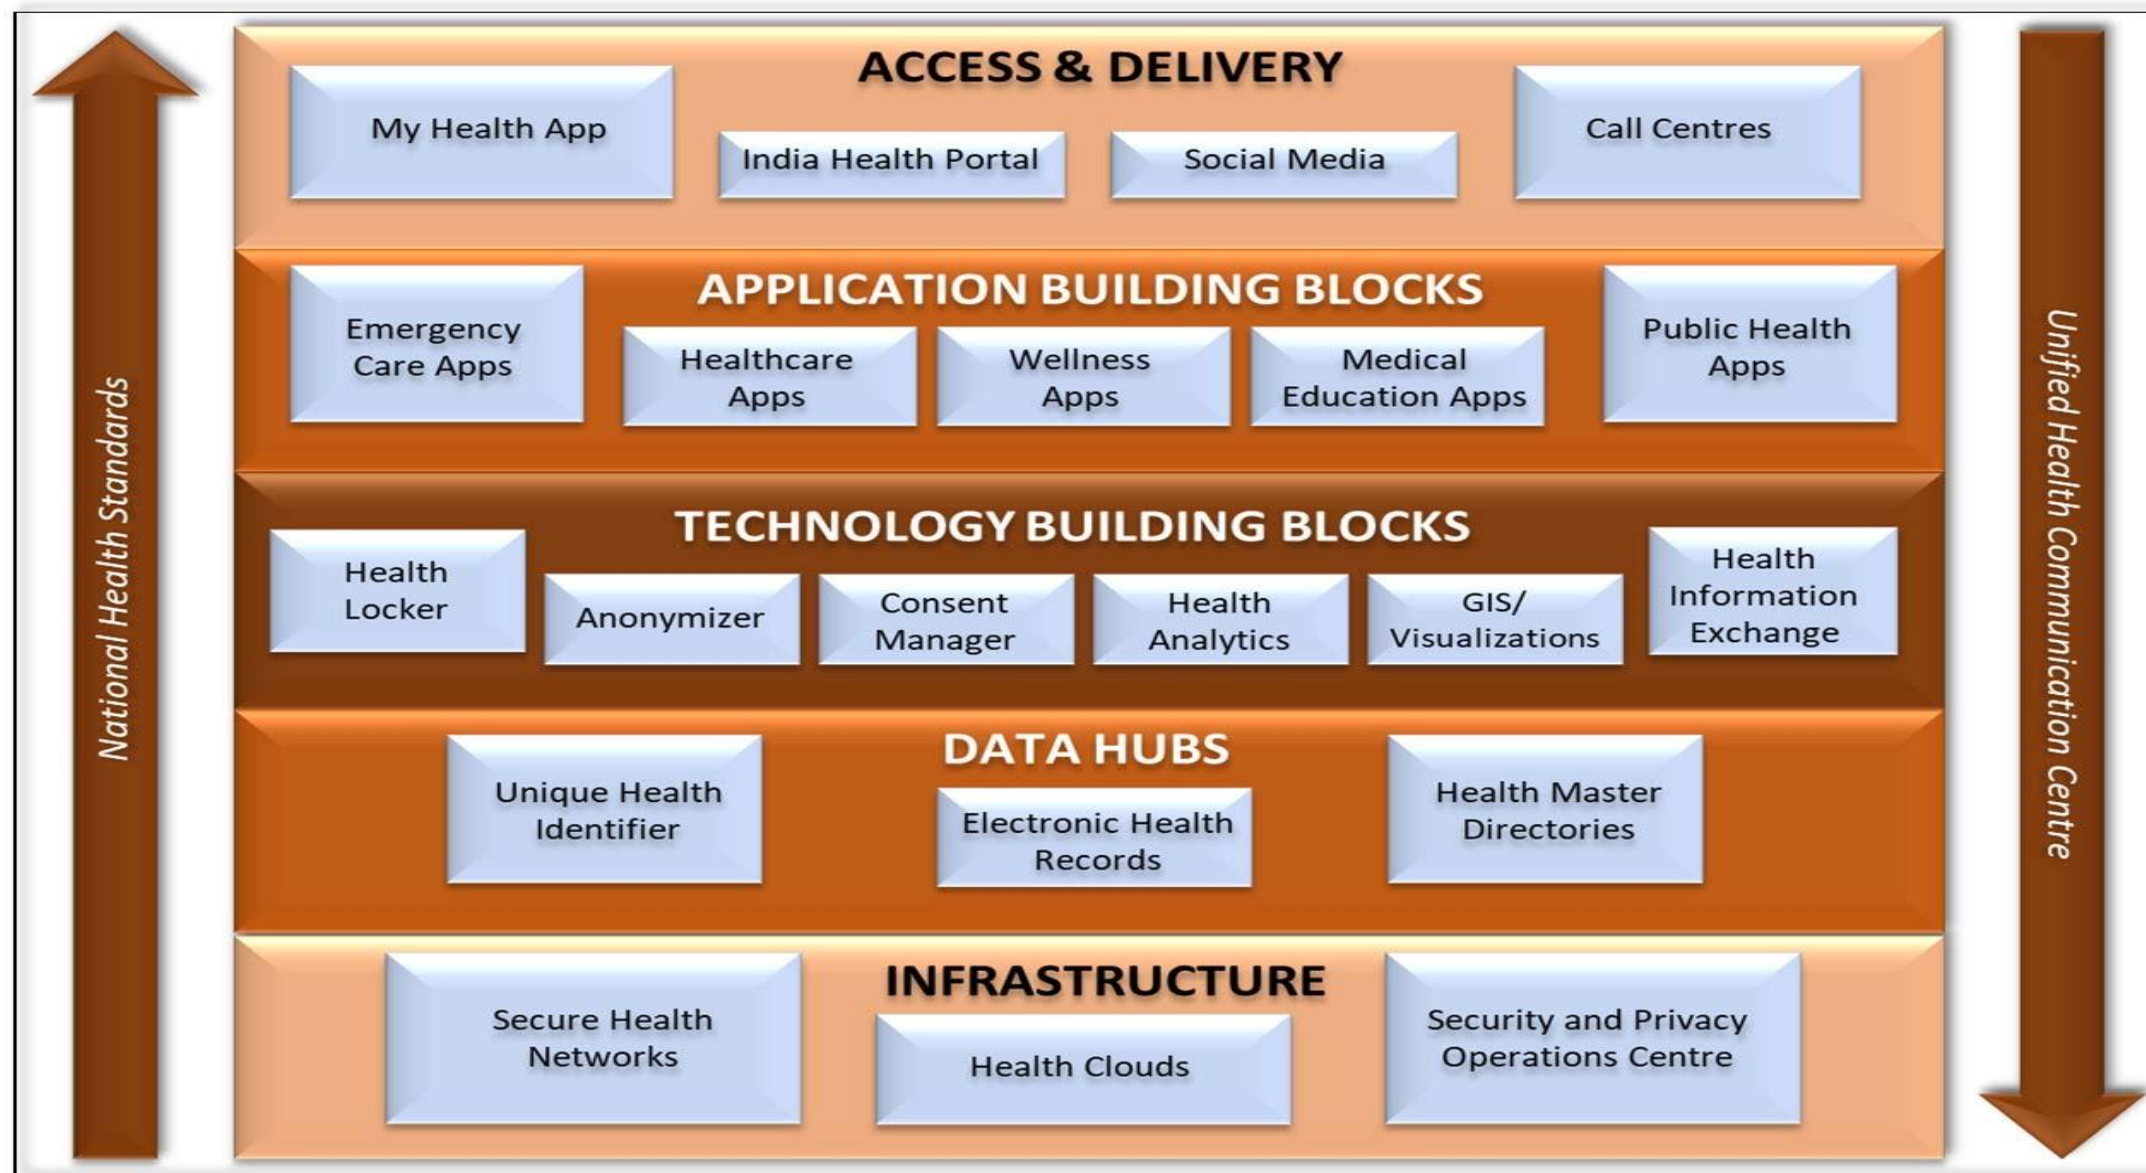 ACCESS & DELIVERY
My Health App
India Health Portal
Social Media
Call Centres
APPLICATION BUILDING BLOCKS
Emergency
Care Apps
Healthcare
Apps
Wellness
Apps
Medical
Education Apps
Public Health
Apps
TECHNOLOGY BUILDING BLOCKS
Health
Locker
Anonymizer
Consent
Manager
Health
Analytics
GIS/
Visualizations
Health
Information
Exchange
DATA HUBS
Unique Health
Identifier
Electronic Health
Records
Health Master
Directories
INFRASTRUCTURE
Secure Health
Networks
Health Clouds
Security and Privacy
Operations Centre
National Health Standards
Unified Health Communication Centre